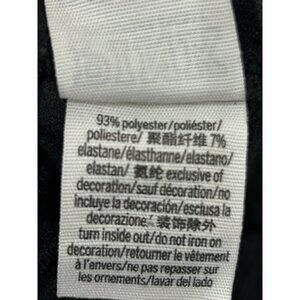 93% polyester/poliéster/
poliestere/ 聚酯纤维 7%
elastane/élasthanne/elastano/
elastan/ 氨纶 exclusive of
decoration/sauf décoration/no
incluye la decoración/esclusa la
decorazione. 装饰除外
turn inside out/do not iron on
decoration/retourner le vêtement
à l'envers/ne pas repasser sur
les ornements/lavar del lado